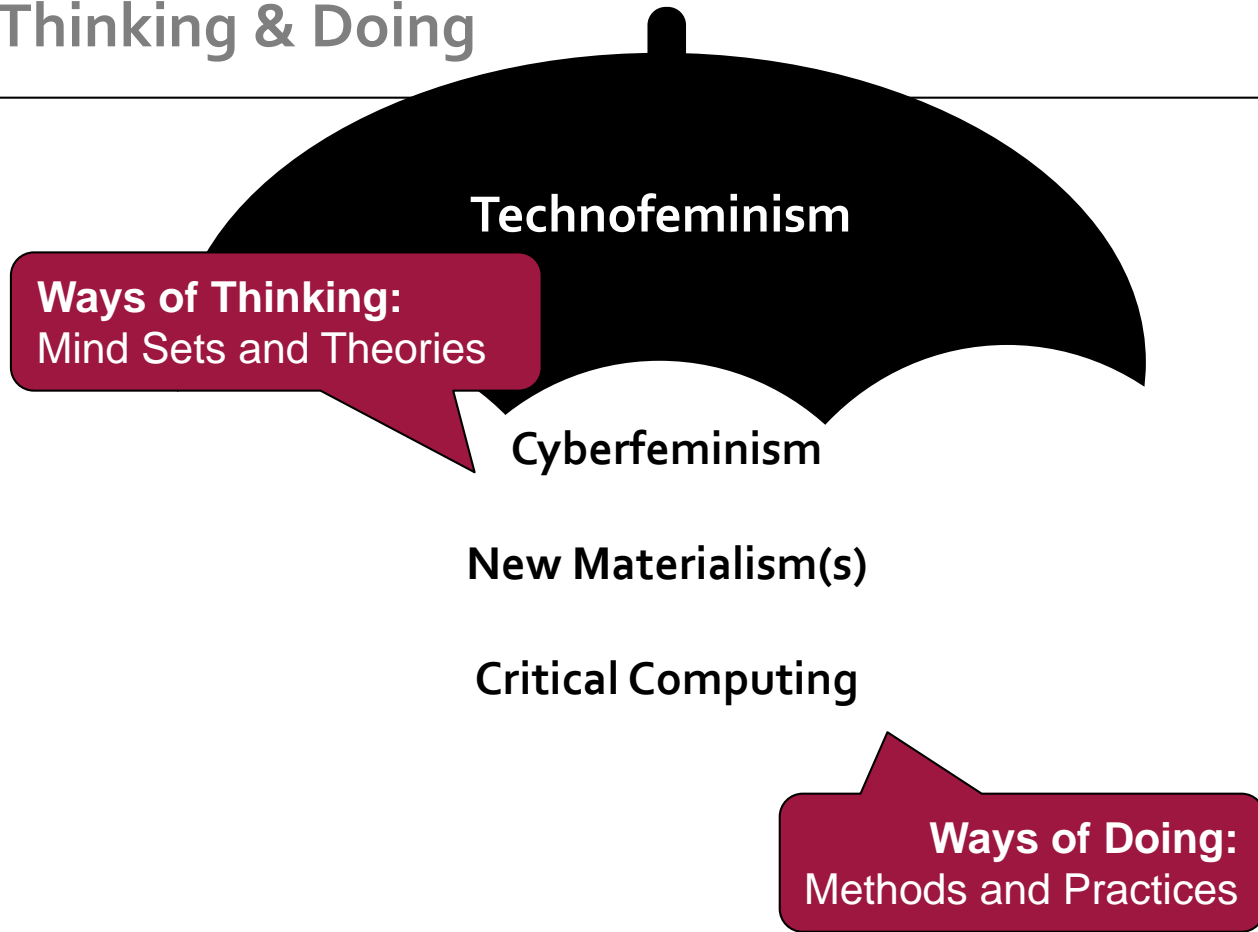 Thinking & Doing
Technofeminism
Ways of Thinking:
Mind Sets and Theories
Cyberfeminism
New Materialism(s)
Critical Computing
Ways of Doing:
Methods and Practices